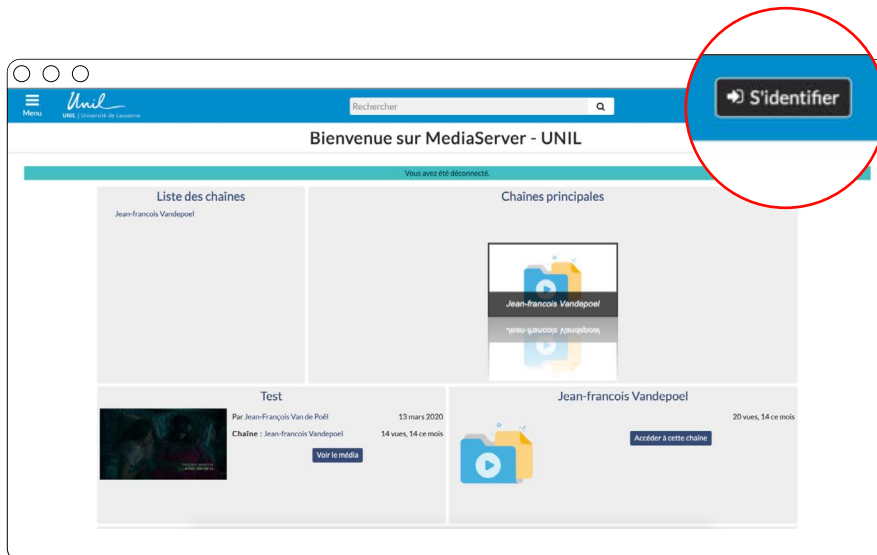 Menu
Unil
UNIL | Université de Lausanne
Rechercher
S'identifier
Bienvenue sur MediaServer - UNIL
Vous avez été déconnecté.
Liste des chaînes
Jean-francois Vandepoel
Chaînes principales
Jean-francois Vandepoel
Jean-francois Vandepoel
Test
Par Jean-François Van de Poël 13 mars 2020
Chaîne : Jean-francois Vandepoel 14 vues, 14 ce mois
Voir le média
Jean-francois Vandepoel
20 vues, 14 ce mois
Accéder à cette chaîne